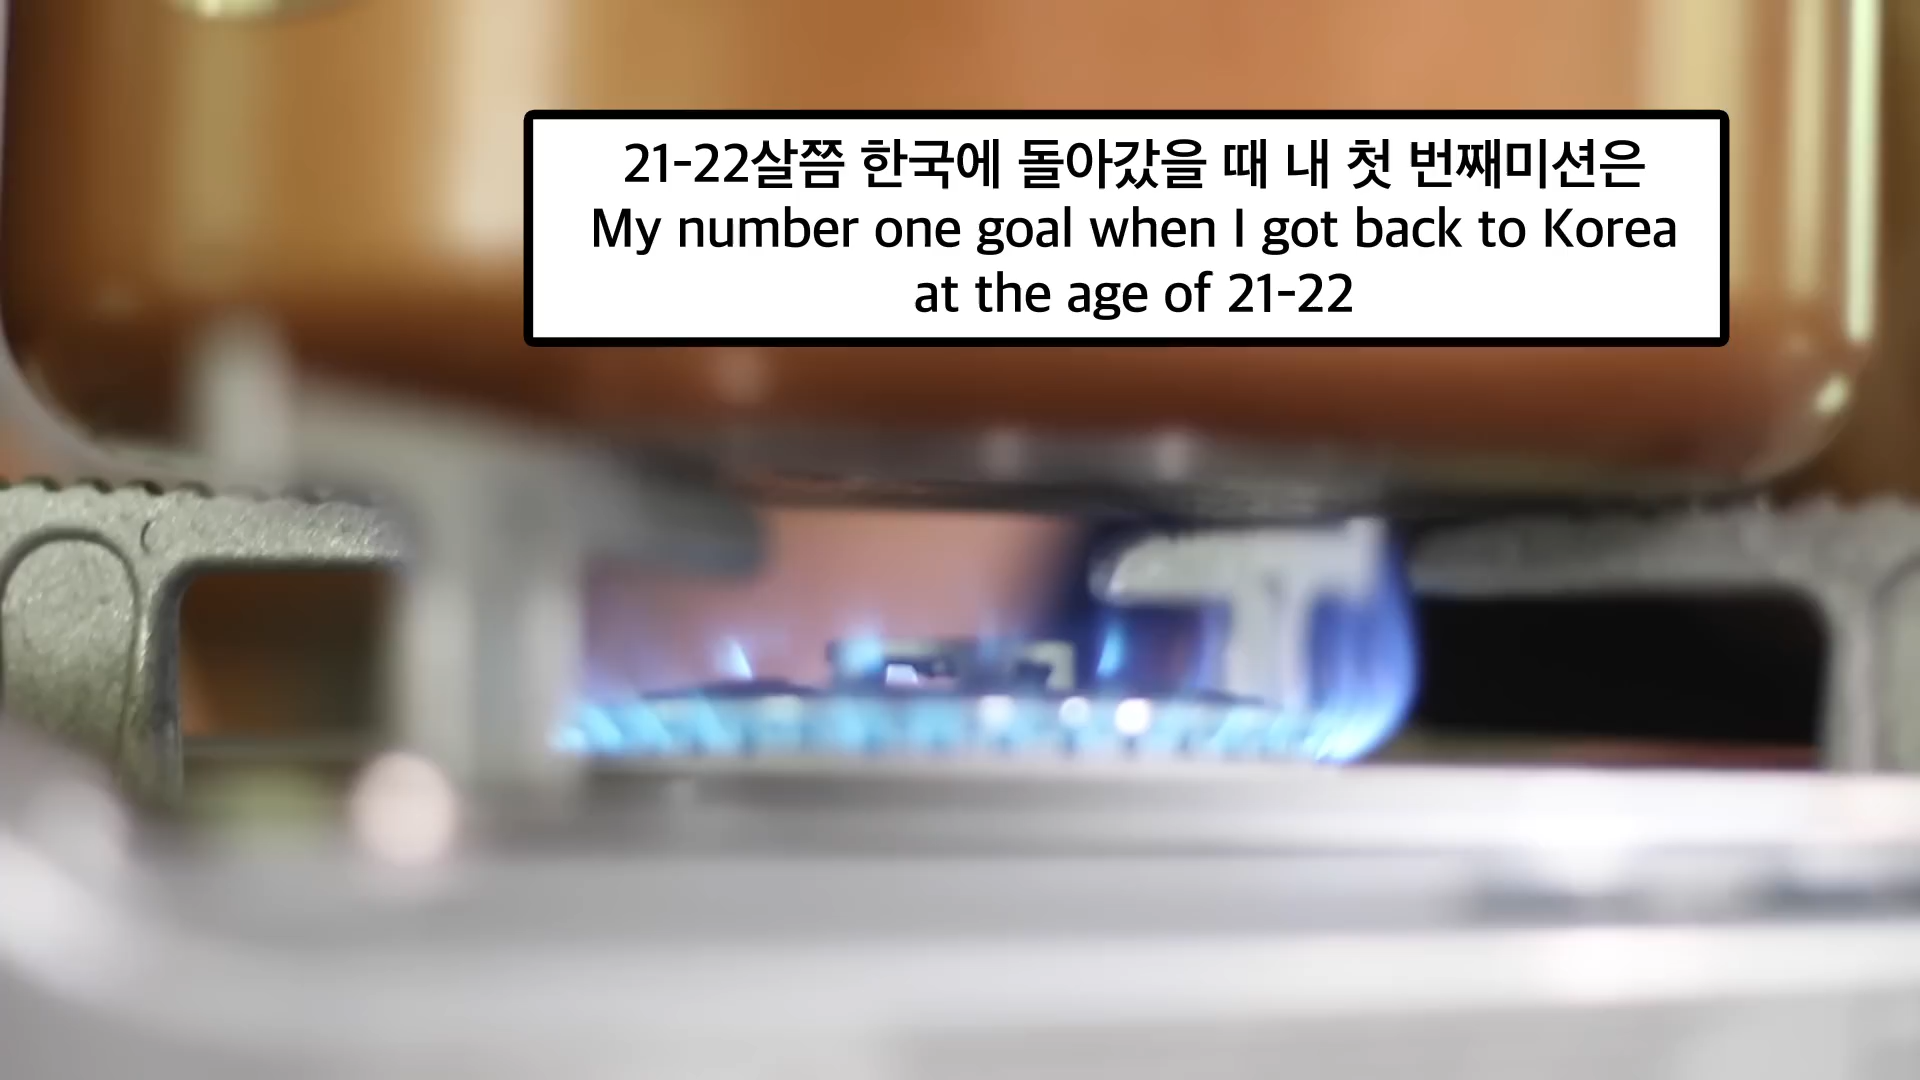 21-22살쯤 한국에 돌아갔을 때 내 첫 번째미션은
My number one goal when I got back to Korea
at the age of 21-22